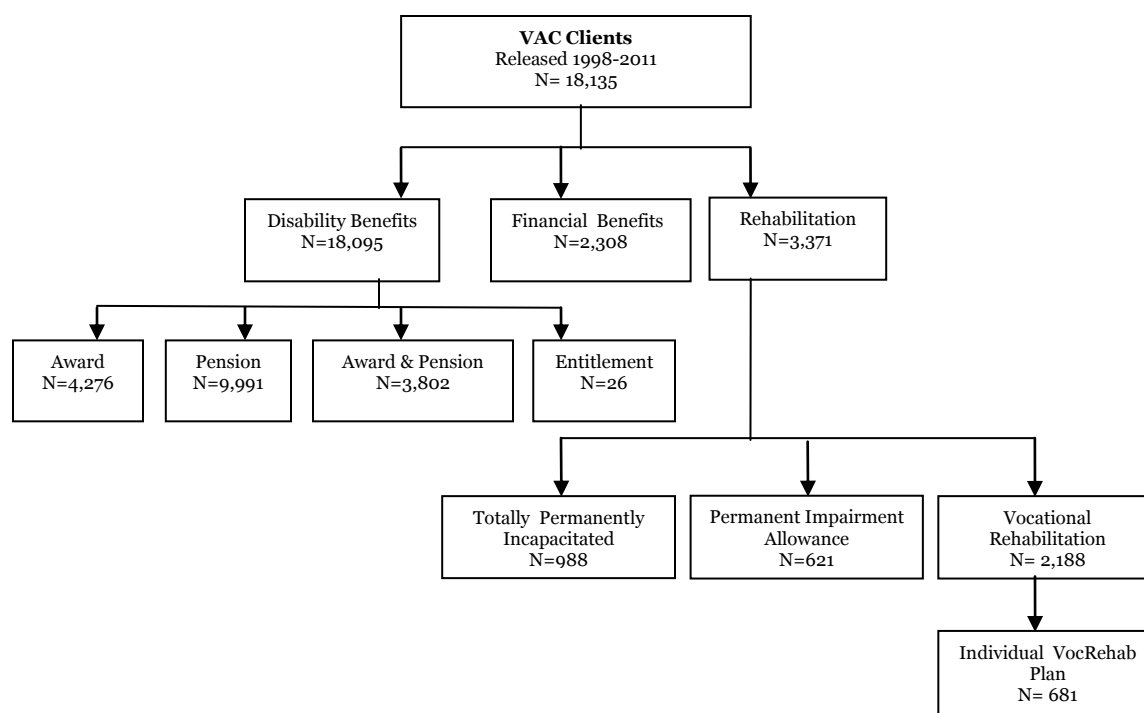 VAC Clients
Released 1998-2011
N= 18,135
Disability Benefits
N=18,095
Financial Benefits
N=2,308
Rehabilitation
N=3,371
Award
N=4,276
Pension
N=9,991
Award & Pension
N=3,802
Entitlement
N=26
Totally Permanently
Incapacitated
N=988
Permanent Impairment
Allowance
N=621
Vocational
Rehabilitation
N= 2,188
Individual VocRehab
Plan
N= 681